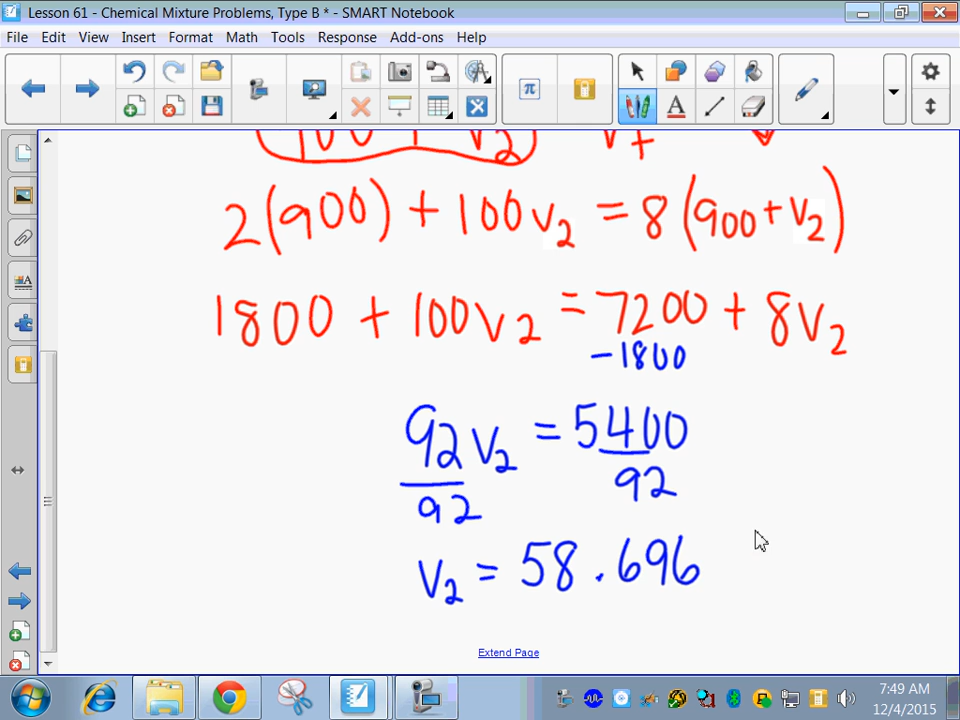 Lesson 61 - Chemical Mixture Problems, Type B * - SMART Notebook
File Edit View Insert Format Math Tools Response Add-ons Help
2(900) + 100v₂ = 8(900 + v₂)
1800 + 100v₂ = 7200 + 8v₂
-1800
92v₂ = 5400
92 92
v₂ = 58.696
Extend Page
7:49 AM
12/4/2015